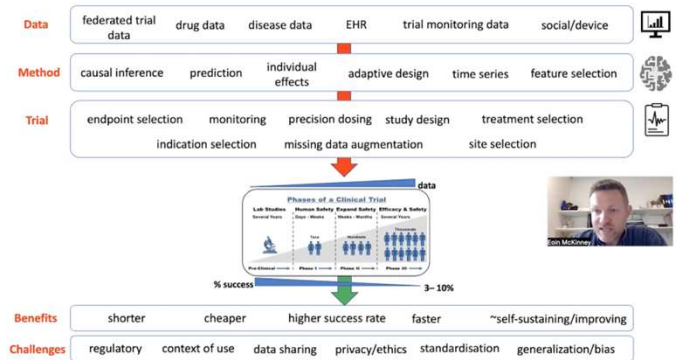 Data
federated trial data
drug data
disease data
EHR
trial monitoring data
social/device
Method
causal inference
prediction
individual effects
adaptive design
time series
feature selection
Trial
endpoint selection
monitoring
precision dosing
study design
treatment selection
indication selection
missing data augmentation
site selection
data
Phases of a Clinical Trial
Lab Studies
Human Safety
Expand Safety
Efficacy & Safety
Several Years
Days - Weeks
Weeks - Months
Several Years
Tens
Hundreds
Thousands
Pre-Clinical
Phase I
Phase II
Phase III
% success
3– 10%
Eoin McKinney
Benefits
shorter
cheaper
higher success rate
faster
~self-sustaining/improving
Challenges
regulatory
context of use
data sharing
privacy/ethics
standardisation
generalization/bias